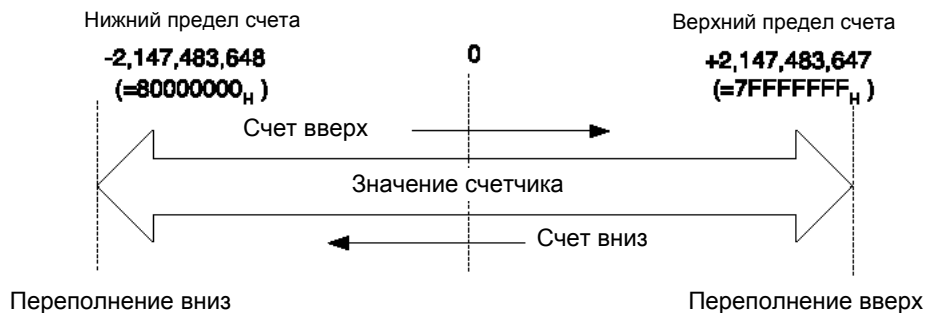 Нижний предел счета
Верхний предел счета
-2,147,483,648
0
+2,147,483,647
(=80000000H )
(=7FFFFFFFH )
Счет вверх
Значение счетчика
Счет вниз
Переполнение вниз
Переполнение вверх